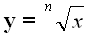 y = ⁿ√x